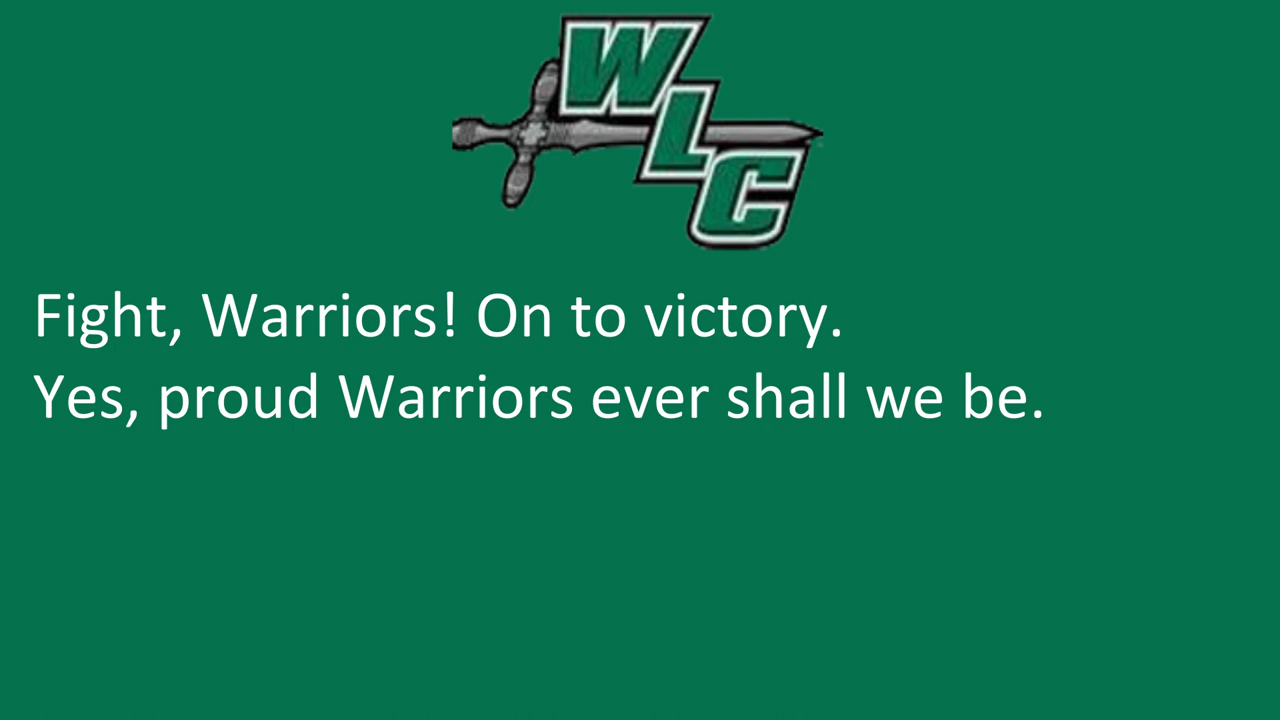 WLC
Fight, Warriors! On to victory.
Yes, proud Warriors ever shall we be.